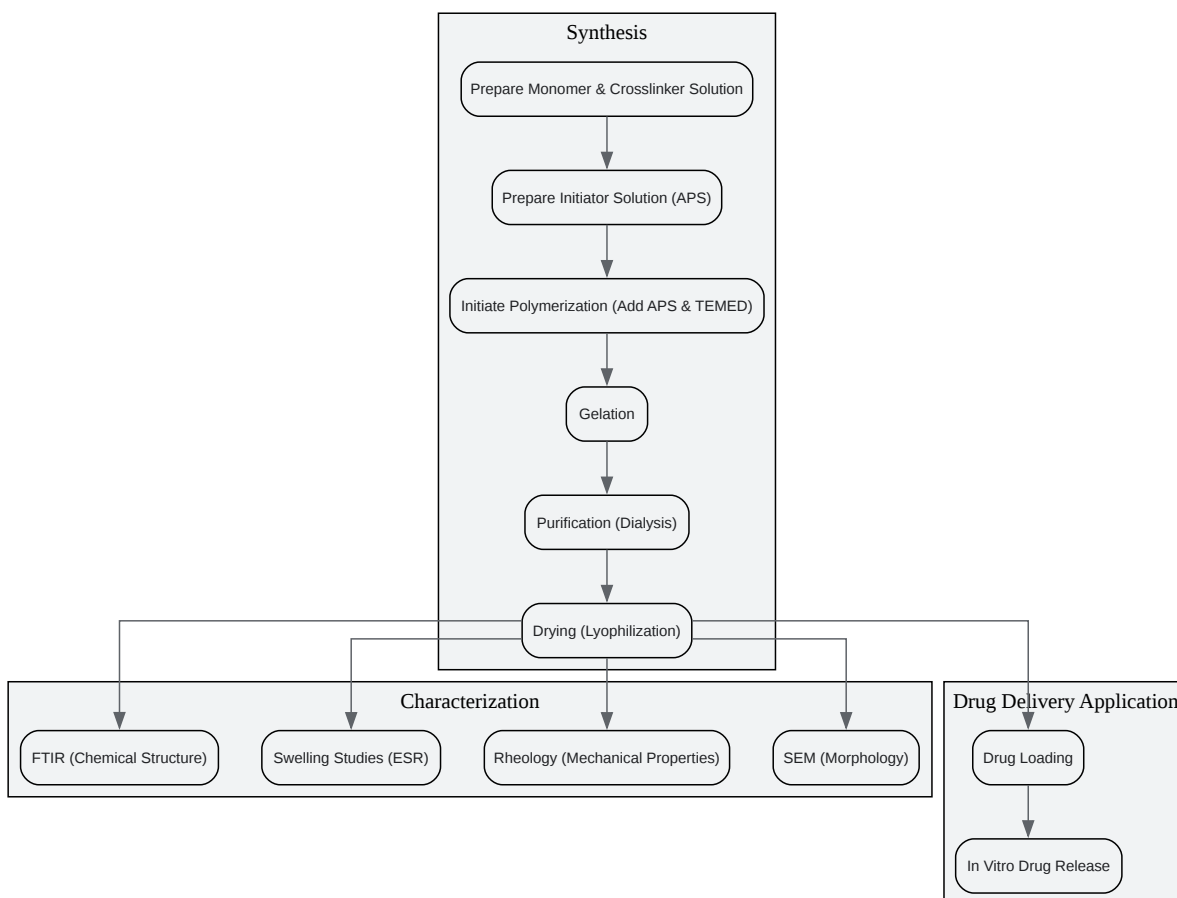 Synthesis
Prepare Monomer & Crosslinker Solution
Prepare Initiator Solution (APS)
Initiate Polymerization (Add APS & TEMED)
Gelation
Purification (Dialysis)
Drying (Lyophilization)
Characterization
FTIR (Chemical Structure)
Swelling Studies (ESR)
Rheology (Mechanical Properties)
SEM (Morphology)
Drug Delivery Application
Drug Loading
In Vitro Drug Release